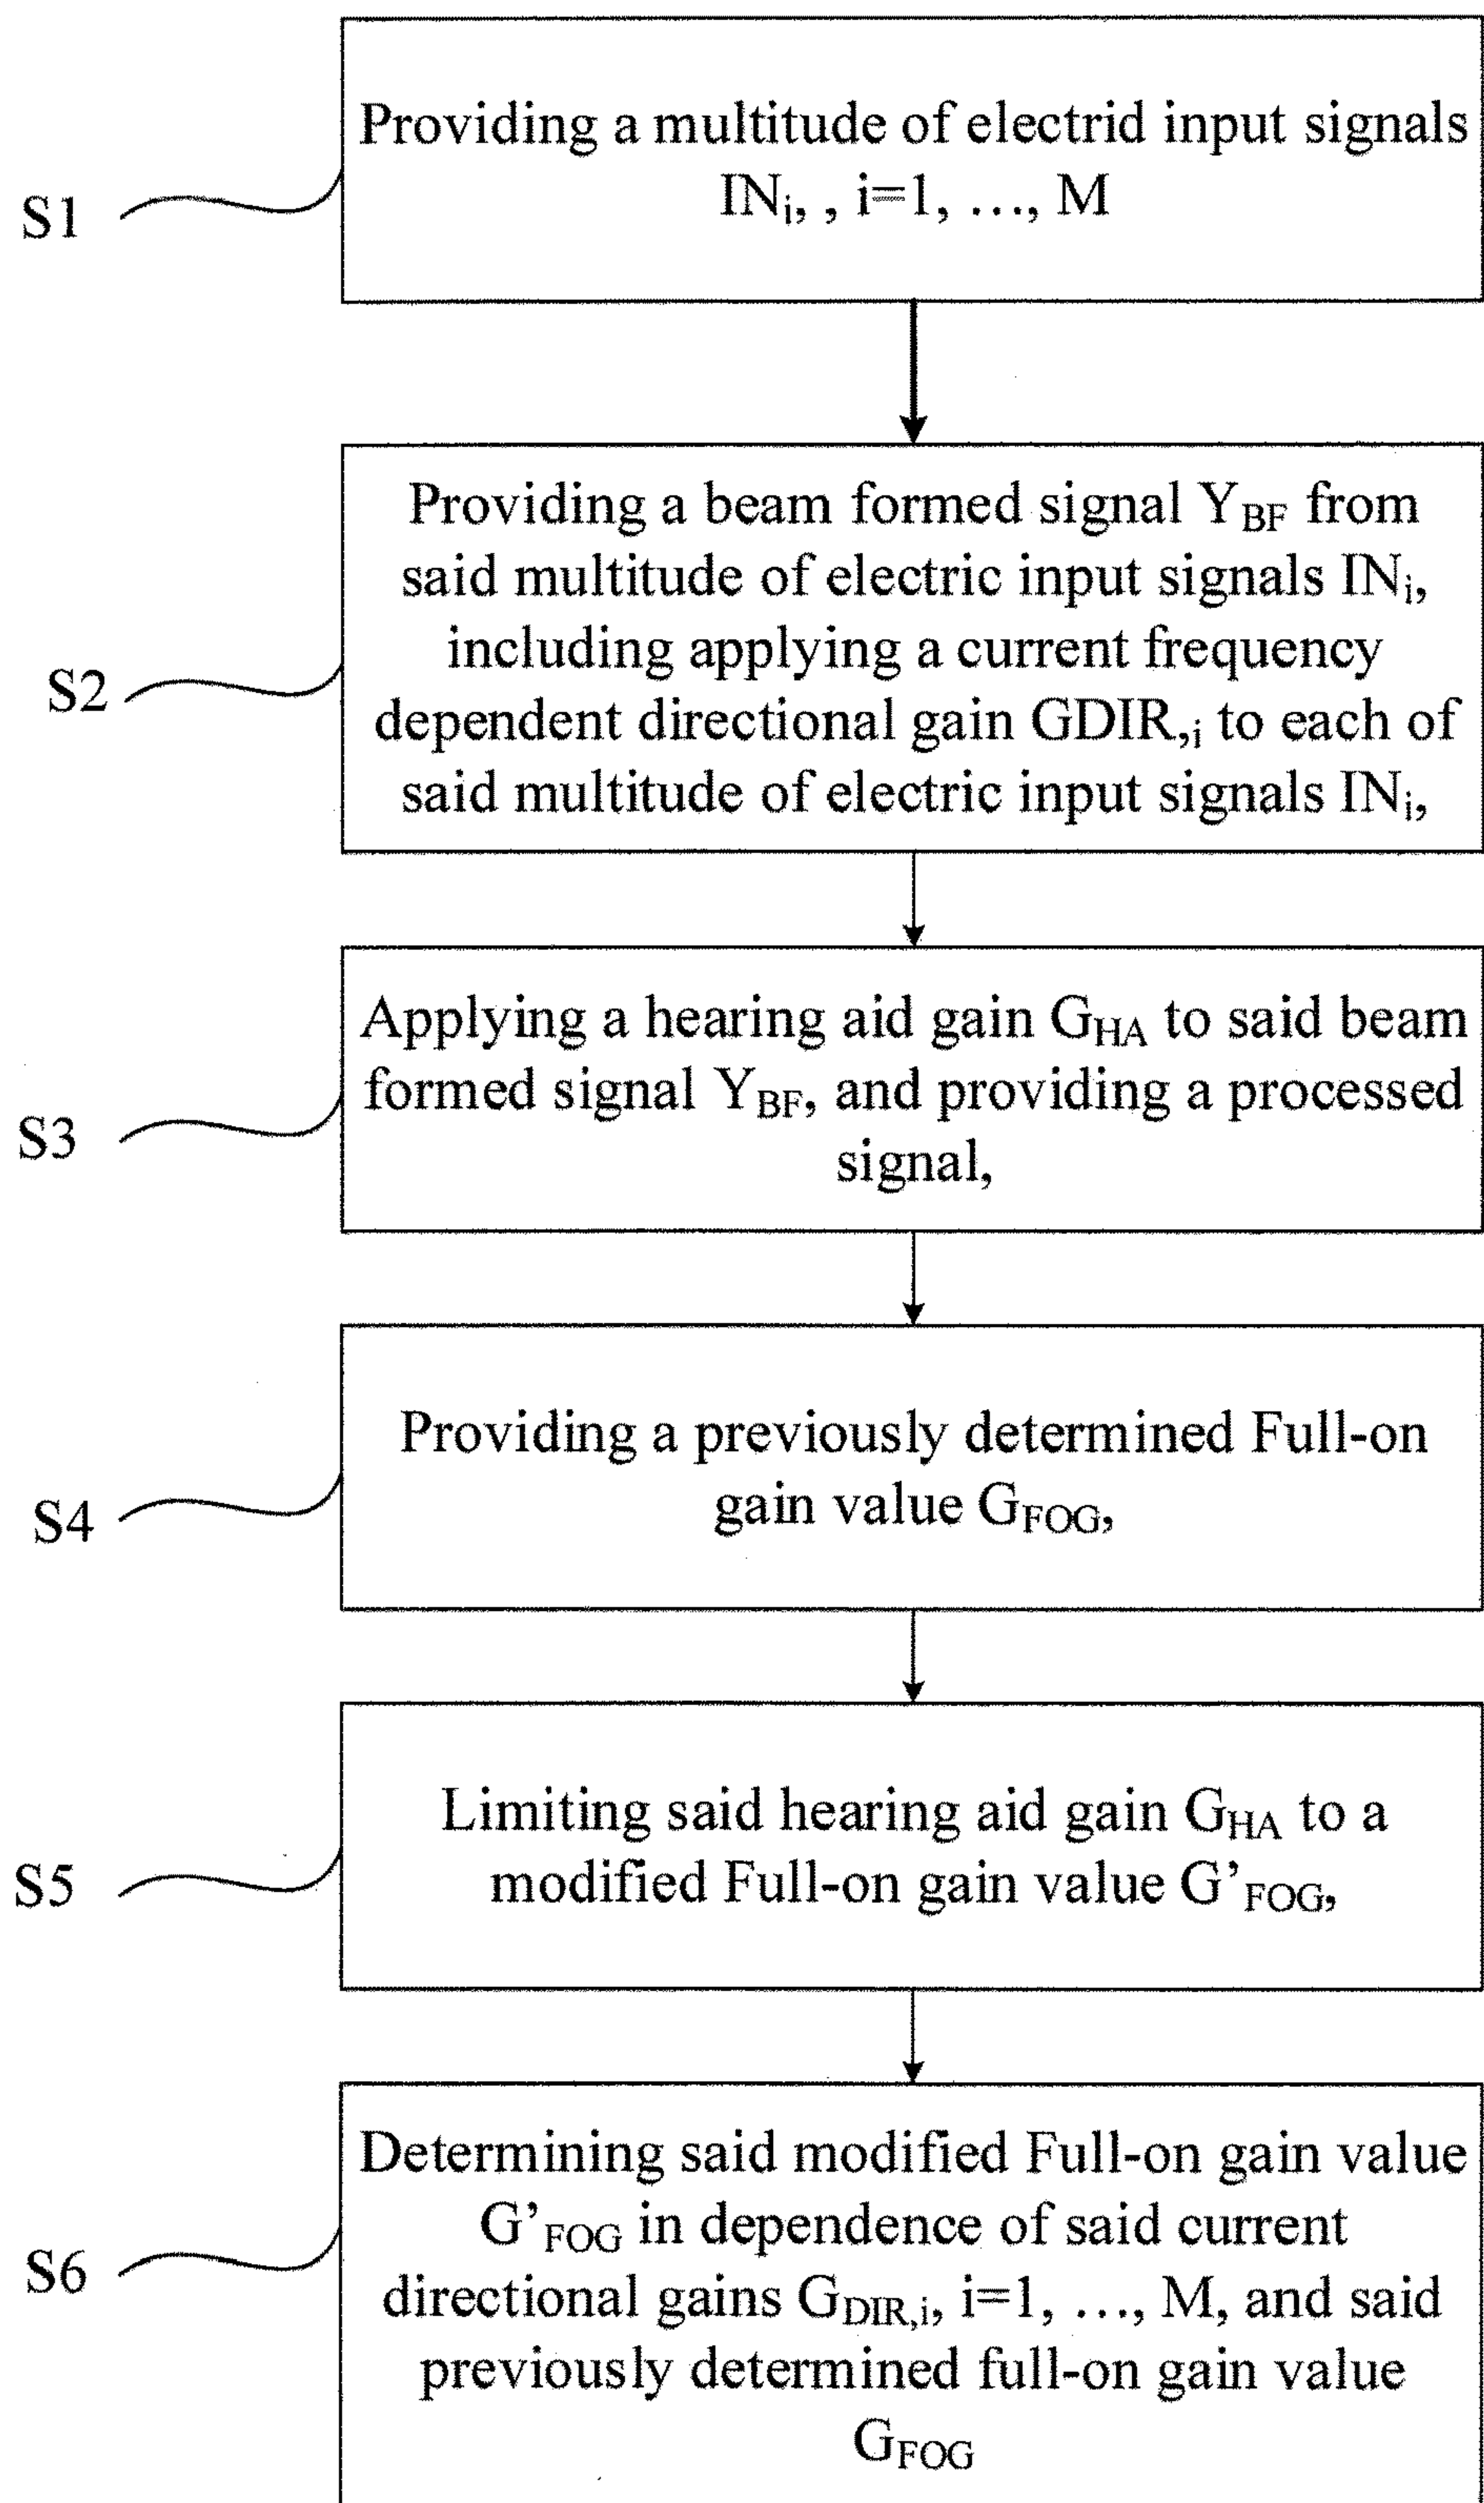 Providing a multitude of electrid input signals
INi, , i=1, …, M
S1
Providing a beam formed signal YBF from
said multitude of electric input signals INi,
including applying a current frequency
dependent directional gain GDIR,i to each of
said multitude of electric input signals INi,
S2
Applying a hearing aid gain GHA to said beam
formed signal YBF, and providing a processed
signal,
S3
Providing a previously determined Full-on
gain value GFOG,
S4
Limiting said hearing aid gain GHA to a
modified Full-on gain value G’FOG,
S5
Determining said modified Full-on gain value
G’FOG in dependence of said current
directional gains GDIR,i, i=1, …, M, and said
previously determined full-on gain value
GFOG
S6